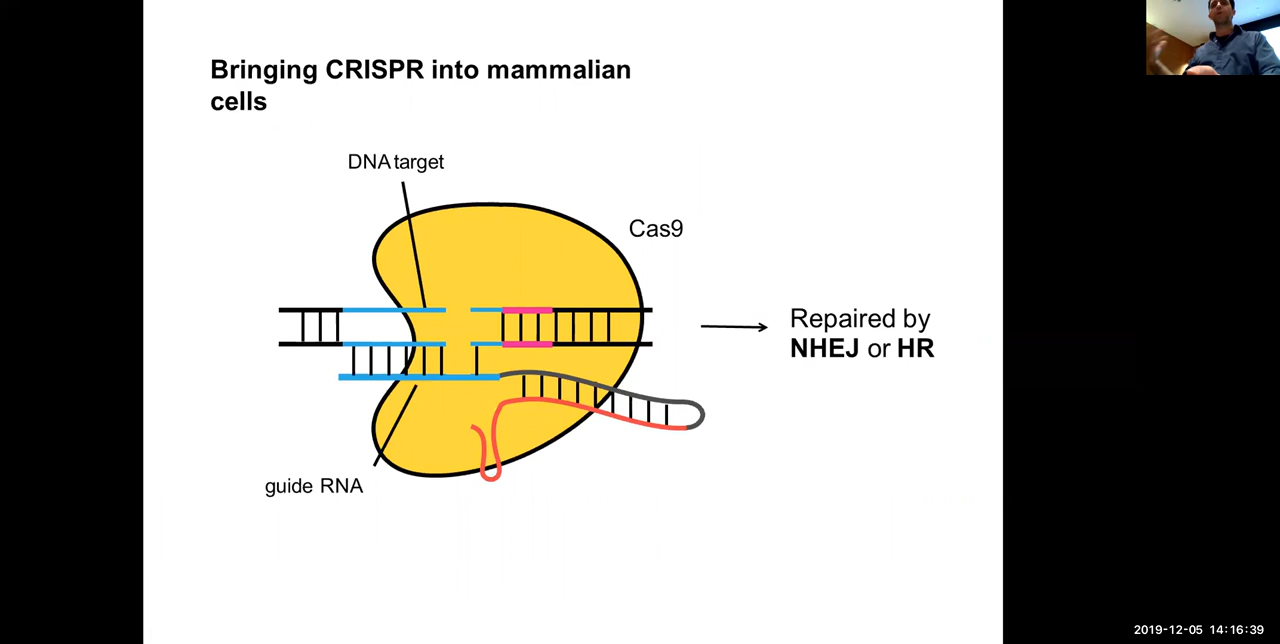 Bringing CRISPR into mammalian
cells
DNA target
Cas9
Repaired by
NHEJ or HR
guide RNA
2019-12-05 14:16:39